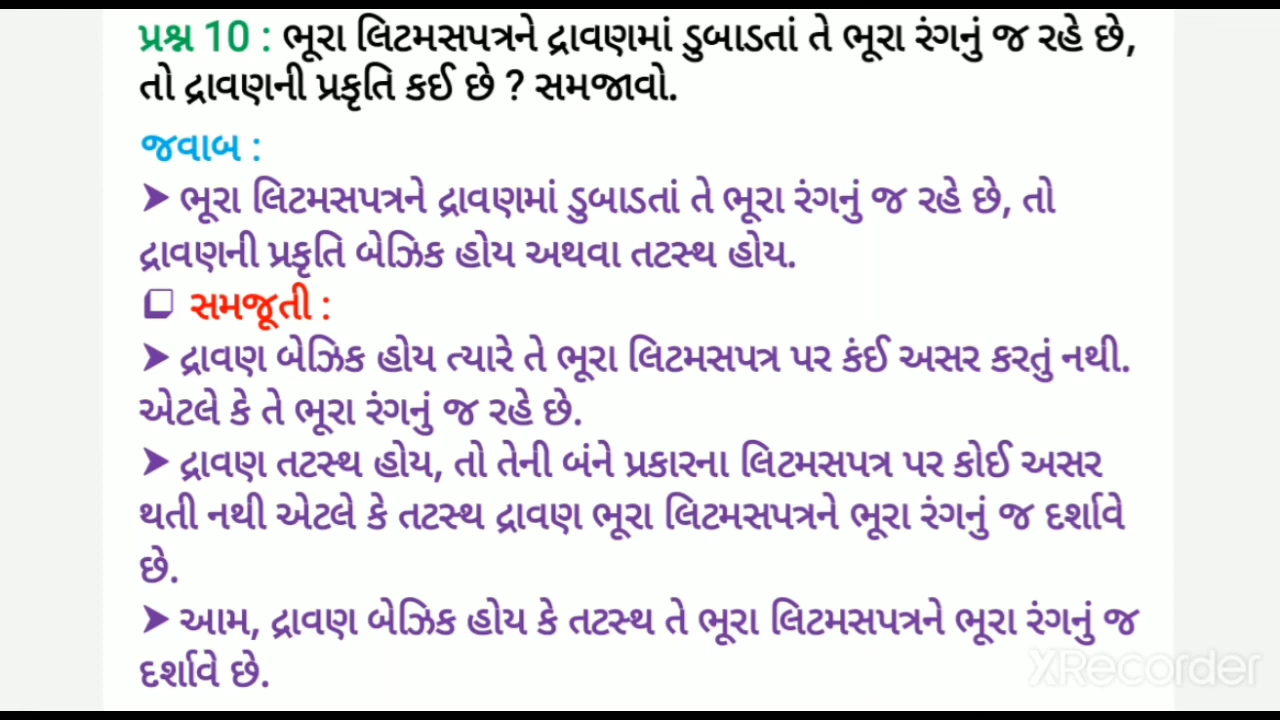 પ્રશ્ન 10 : ભૂરા લિટમસપત્રને દ્રાવણમાં ડુબાડતાં તે ભૂરા રંગનું જ રહે છે,
તો દ્રાવણની પ્રકૃતિ કઈ છે ? સમજાવો.
જવાબ :
➤ ભૂરા લિટમસપત્રને દ્રાવણમાં ડુબાડતાં તે ભૂરા રંગનું જ રહે છે, તો
દ્રાવણની પ્રકૃતિ બેઝિક હોય અથવા તટસ્થ હોય.
❑ સમજૂતી :
➤ દ્રાવણ બેઝિક હોય ત્યારે તે ભૂરા લિટમસપત્ર પર કંઈ અસર કરતું નથી.
એટલે કે તે ભૂરા રંગનું જ રહે છે.
➤ દ્રાવણ તટસ્થ હોય, તો તેની બંને પ્રકારના લિટમસપત્ર પર કોઈ અસર
થતી નથી એટલે કે તટસ્થ દ્રાવણ ભૂરા લિટમસપત્રને ભૂરા રંગનું જ દર્શાવે
છે.
➤ આમ, દ્રાવણ બેઝિક હોય કે તટસ્થ તે ભૂરા લિટમસપત્રને ભૂરા રંગનું જ
દર્શાવે છે.
XRecorder